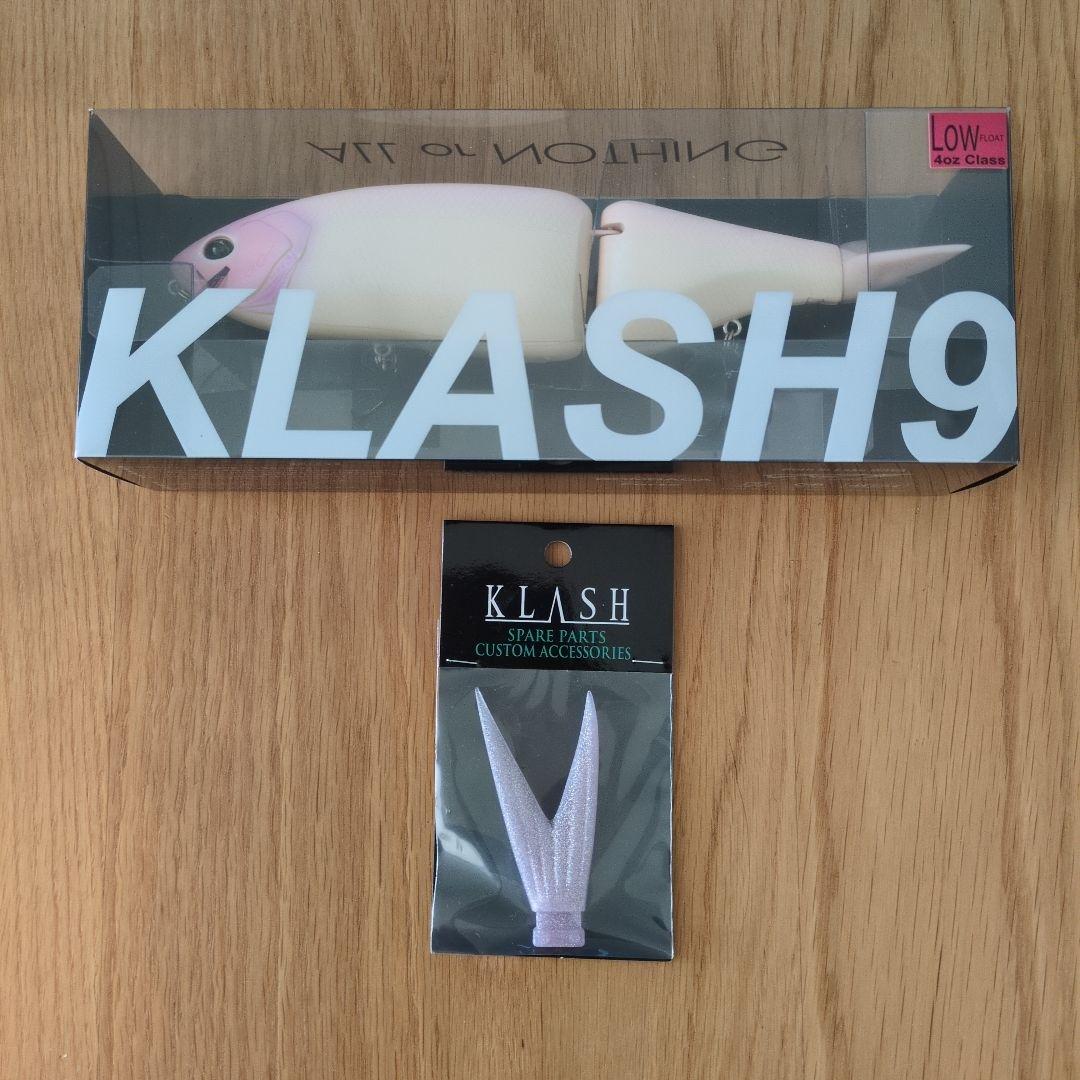 ALL or NOTHING
LOW FLOAT
4oz Class
KLASH9
KLASH
SPARE PARTS
CUSTOM ACCESSORIES